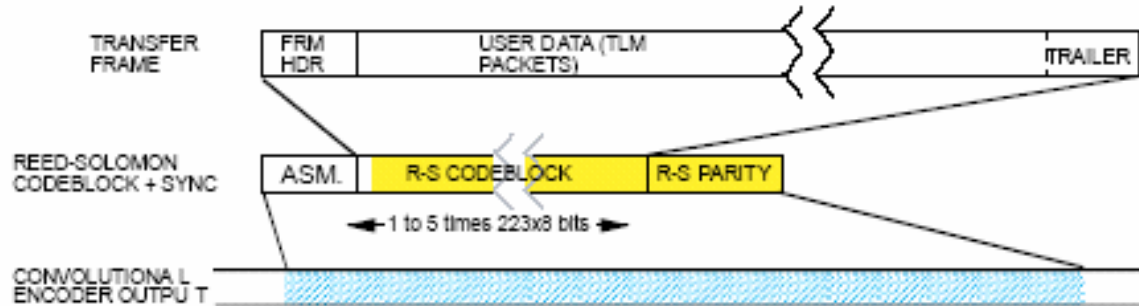 TRANSFER
FRAME
FRM
HDR
USER DATA (TLM
PACKETS)
TRAILER
REED-SOLOMON
CODEBLOCK + SYNC
ASM.
R-S CODEBLOCK
R-S PARITY
1 to 5 times 223x8 bits
CONVOLUTIONA L
ENCODER OUTPU T